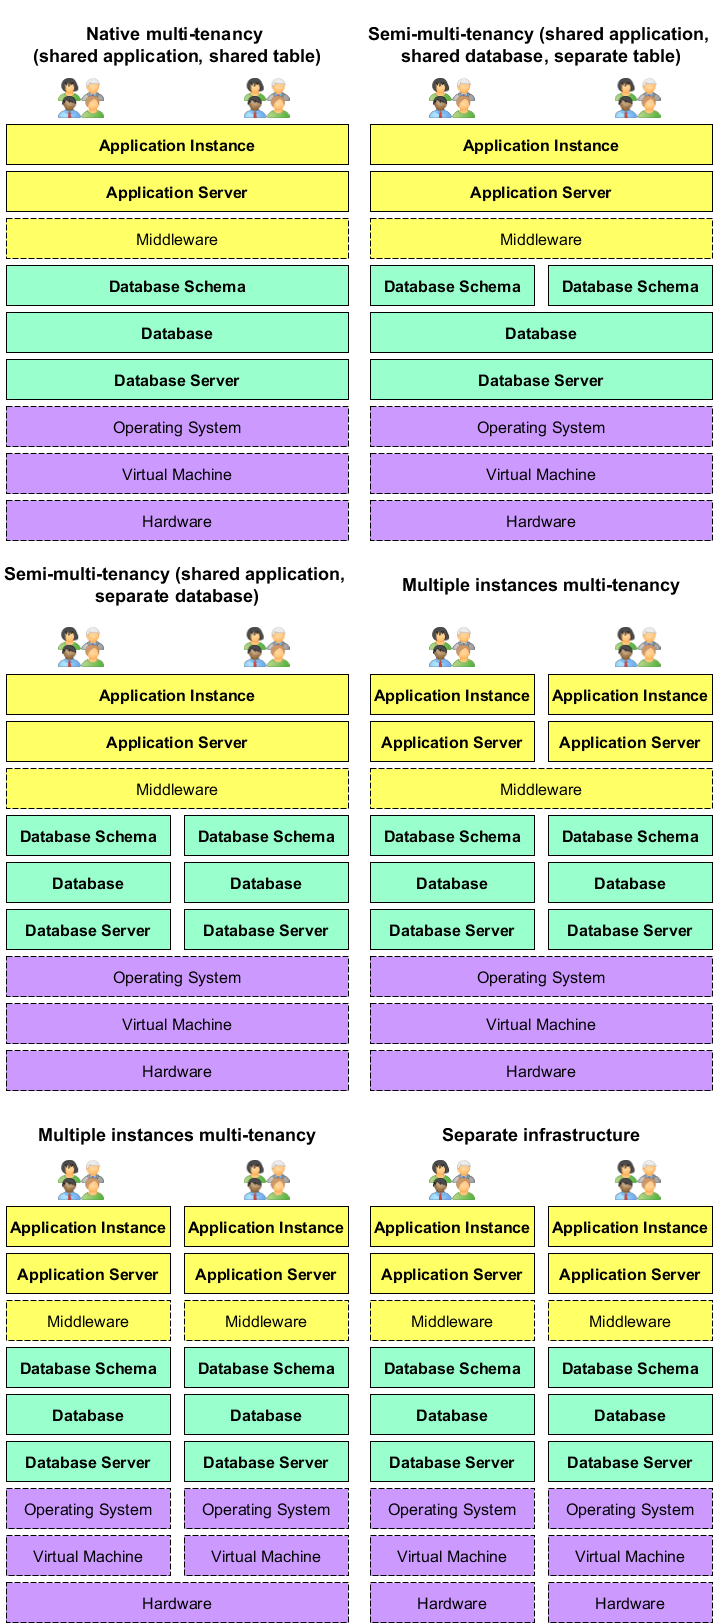 Native multi-tenancy
(shared application, shared table)
Application Instance
Application Server
Middleware
Database Schema
Database
Database Server
Operating System
Virtual Machine
Hardware
Semi-multi-tenancy (shared application,
shared database, separate table)
Application Instance
Application Server
Middleware
Database Schema Database Schema
Database
Database Server
Operating System
Virtual Machine
Hardware
Semi-multi-tenancy (shared application,
separate database)
Application Instance
Application Server
Middleware
Database Schema Database Schema
Database Database
Database Server Database Server
Operating System
Virtual Machine
Hardware
Multiple instances multi-tenancy
Application Instance Application Instance
Application Server Application Server
Middleware
Database Schema Database Schema
Database Database
Database Server Database Server
Operating System
Virtual Machine
Hardware
Multiple instances multi-tenancy
Application Instance Application Instance
Application Server Application Server
Middleware Middleware
Database Schema Database Schema
Database Database
Database Server Database Server
Operating System Operating System
Virtual Machine Virtual Machine
Hardware
Separate infrastructure
Application Instance Application Instance
Application Server Application Server
Middleware Middleware
Database Schema Database Schema
Database Database
Database Server Database Server
Operating System Operating System
Virtual Machine Virtual Machine
Hardware Hardware